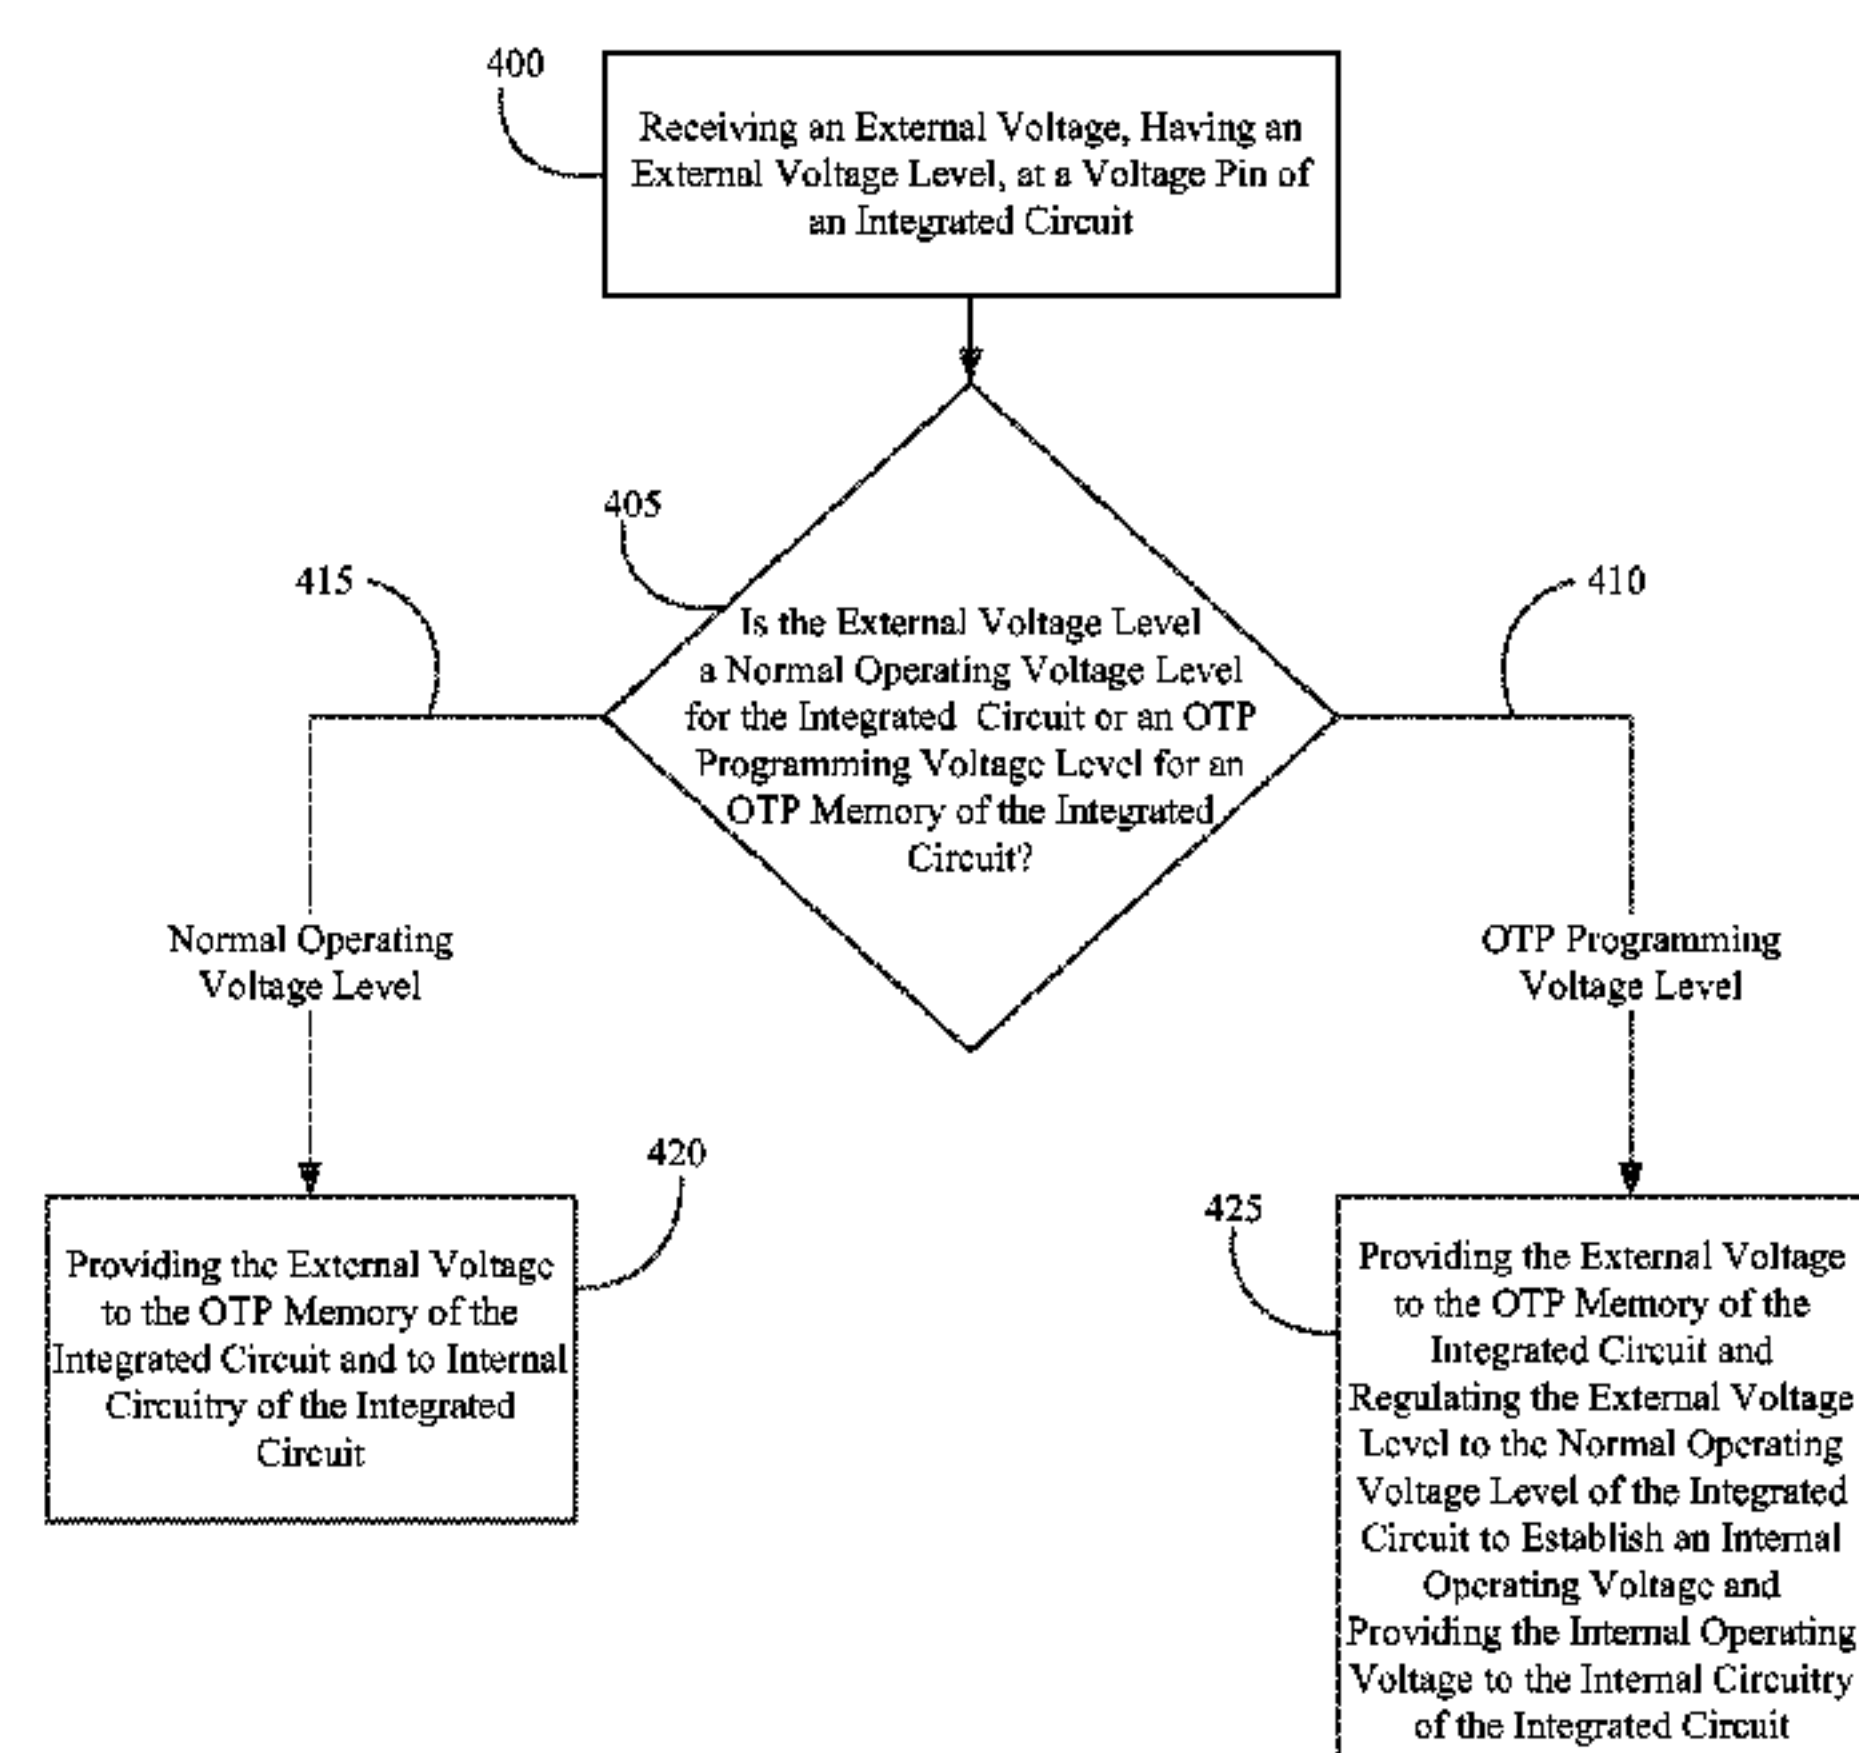 400
Receiving an External Voltage, Having an
External Voltage Level, at a Voltage Pin of
an Integrated Circuit
405
415
410
Is the External Voltage Level
a Normal Operating Voltage Level
for the Integrated Circuit or an OTP
Programming Voltage Level for an
OTP Memory of the Integrated
Circuit?
Normal Operating
Voltage Level
OTP Programming
Voltage Level
420
Providing the External Voltage
to the OTP Memory of the
Integrated Circuit and to Internal
Circuitry of the Integrated
Circuit
425
Providing the External Voltage
to the OTP Memory of the
Integrated Circuit and
Regulating the External Voltage
Level to the Normal Operating
Voltage Level of the Integrated
Circuit to Establish an Internal
Operating Voltage and
Providing the Internal Operating
Voltage to the Internal Circuitry
of the Integrated Circuit